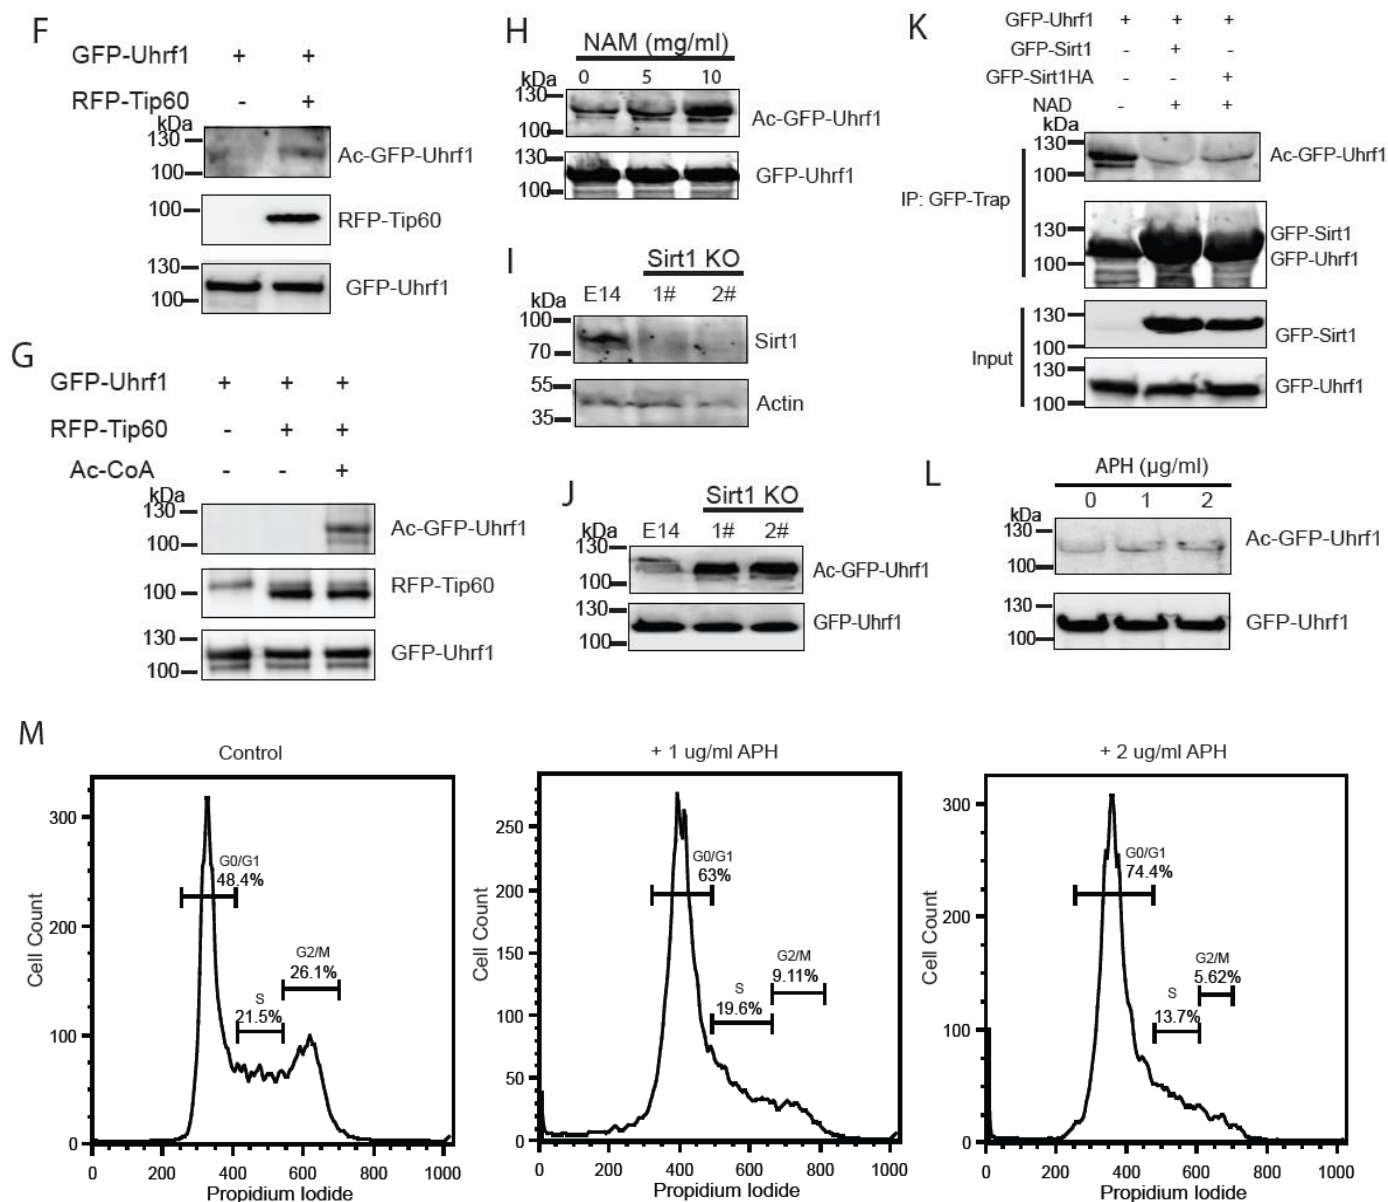 F
GFP-Uhrf1 + +
RFP-Tip60 - +
kDa
130
100
Ac-GFP-Uhrf1
100
RFP-Tip60
130
100
GFP-Uhrf1
G
GFP-Uhrf1 + + +
RFP-Tip60 - + +
Ac-CoA - - +
kDa
130
100
Ac-GFP-Uhrf1
100
RFP-Tip60
130
100
GFP-Uhrf1
H
NAM (mg/ml)
kDa 0 5 10
130
100
Ac-GFP-Uhrf1
130
100
GFP-Uhrf1
I
Sirt1 KO
kDa E14 1# 2#
100
70
Sirt1
55
35
Actin
J
Sirt1 KO
kDa E14 1# 2#
130
100
Ac-GFP-Uhrf1
130
100
GFP-Uhrf1
K
GFP-Uhrf1 + + +
GFP-Sirt1 - + -
GFP-Sirt1HA - - +
NAD - + +
kDa
IP: GFP-Trap
130
100
Ac-GFP-Uhrf1
130
100
GFP-Sirt1
GFP-Uhrf1
Input
130
100
GFP-Sirt1
130
100
GFP-Uhrf1
L
APH (µg/ml)
kDa 0 1 2
130
100
Ac-GFP-Uhrf1
130
100
GFP-Uhrf1
M
Control
Cell Count
300
200
100
0
G0/G1
48.4%
S
21.5%
G2/M
26.1%
0 200 400 600 800 1000
Propidium Iodide
+ 1 ug/ml APH
Cell Count
250
200
150
100
50
0
G0/G1
63%
S
19.6%
G2/M
9.11%
0 200 400 600 800 1000
Propidium Iodide
+ 2 ug/ml APH
Cell Count
300
200
100
0
G0/G1
74.4%
S
13.7%
G2/M
5.62%
0 200 400 600 800 1000
Propidium Iodide